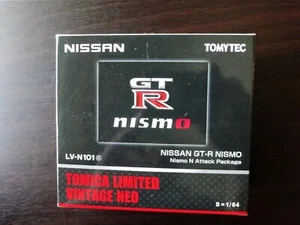 NISSAN
TOMYTEC
GT
R
nismo
LV-N101
NISSAN GT-R NISMO
Nismo N Attack Package
TOMICA LIMITED
VINTAGE NEO
S=1/64